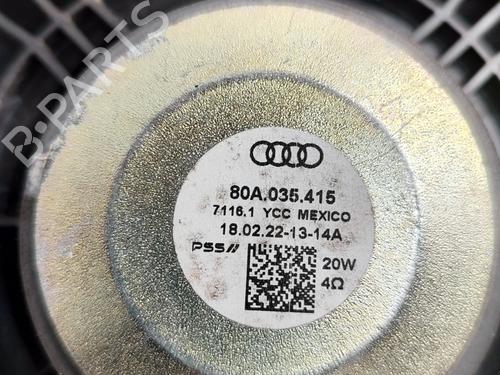 B-PARTS
80A.035.415
7116.1 YCC MEXICO
18.02.22-13-14A
PSS//
20W
4Ω